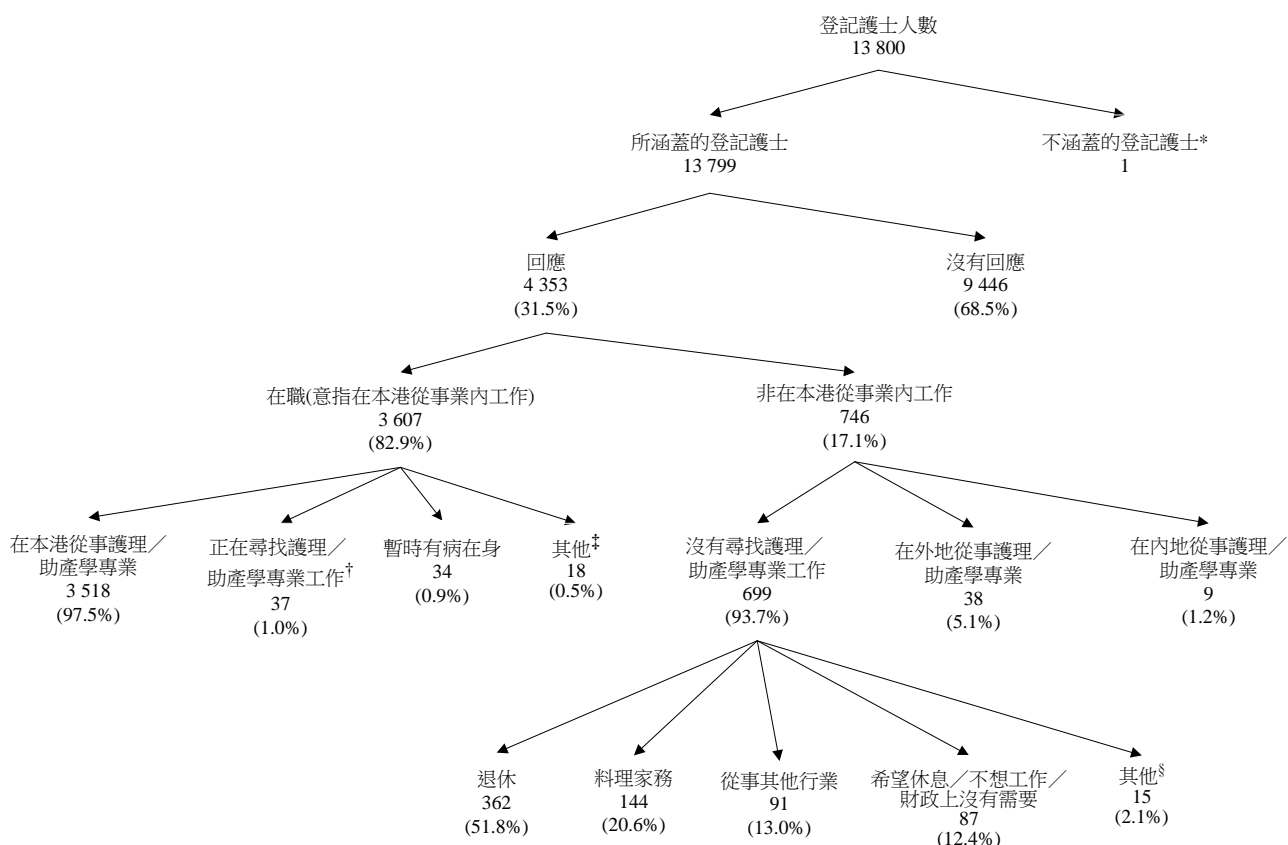 登記護士人數
13 800
所涵蓋的登記護士
13 799
不涵蓋的登記護士*
1
回應
4 353
(31.5%)
沒有回應
9 446
(68.5%)
在職(意指在本港從事業內工作)
3 607
(82.9%)
非在本港從事業內工作
746
(17.1%)
在本港從事護理／
助產學專業
3 518
(97.5%)
正在尋找護理／
助產學專業工作†
37
(1.0%)
暫時有病在身
34
(0.9%)
其他‡
18
(0.5%)
沒有尋找護理／
助產學專業工作
699
(93.7%)
在外地從事護理／
助產學專業
38
(5.1%)
在內地從事護理／
助產學專業
9
(1.2%)
退休
362
(51.8%)
料理家務
144
(20.6%)
從事其他行業
91
(13.0%)
希望休息／不想工作／
財政上沒有需要
87
(12.4%)
其他§
15
(2.1%)